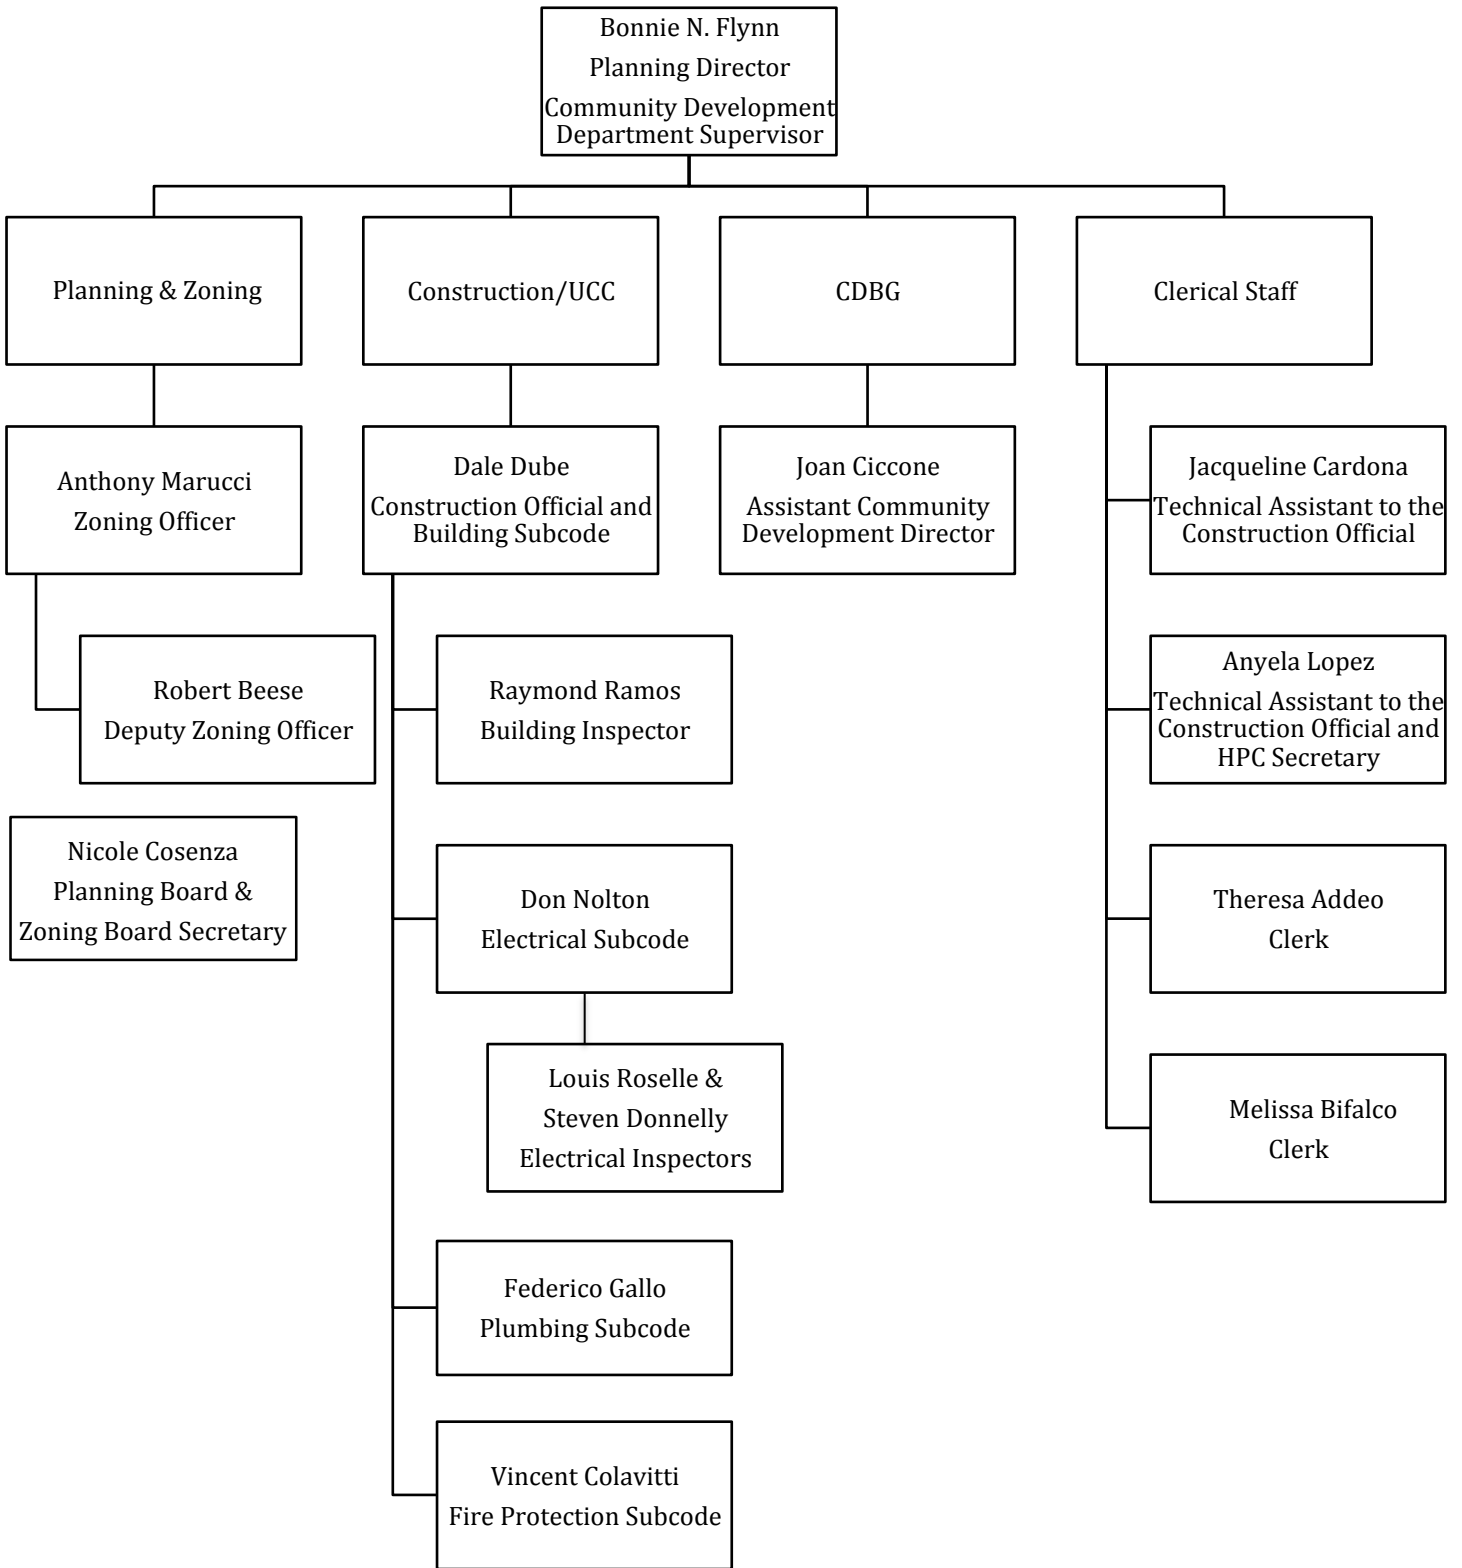 Bonnie N. Flynn
Planning Director
Community Development
Department Supervisor
Planning & Zoning
Construction/UCC
CDBG
Clerical Staff
Anthony Marucci
Zoning Officer
Dale Dube
Construction Official and
Building Subcode
Joan Ciccone
Assistant Community
Development Director
Jacqueline Cardona
Technical Assistant to the
Construction Official
Robert Beese
Deputy Zoning Officer
Raymond Ramos
Building Inspector
Anyela Lopez
Technical Assistant to the
Construction Official and
HPC Secretary
Nicole Cosenza
Planning Board &
Zoning Board Secretary
Don Nolton
Electrical Subcode
Theresa Addeo
Clerk
Louis Roselle &
Steven Donnelly
Electrical Inspectors
Melissa Bifalco
Clerk
Federico Gallo
Plumbing Subcode
Vincent Colavitti
Fire Protection Subcode